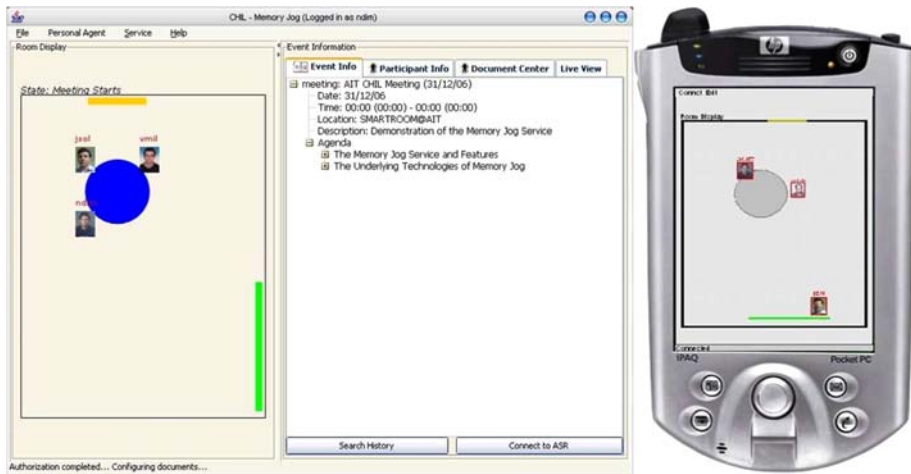 CHIL - Memory Jog (Logged in as ndim)
File Personal Agent Service Help
Room Display
State: Meeting Starts
jsol
umil
Authorization completed... Configuring documents...
Event Information
Event Info Participant Info Document Center Live View
meeting: AIT CHIL Meeting (31/12/06)
Date: 31/12/06
Time: 00:00 (00:00) - 00:00 (00:00)
Location: SMARTROOM@AIT
Description: Demonstration of the Memory Jog Service
Agenda
The Memory Jog Service and Features
The Underlying Technologies of Memory Jog
Search History Connect to ASR
hp
Connect Edit
Room Display
Connected
iPAQ Pocket PC